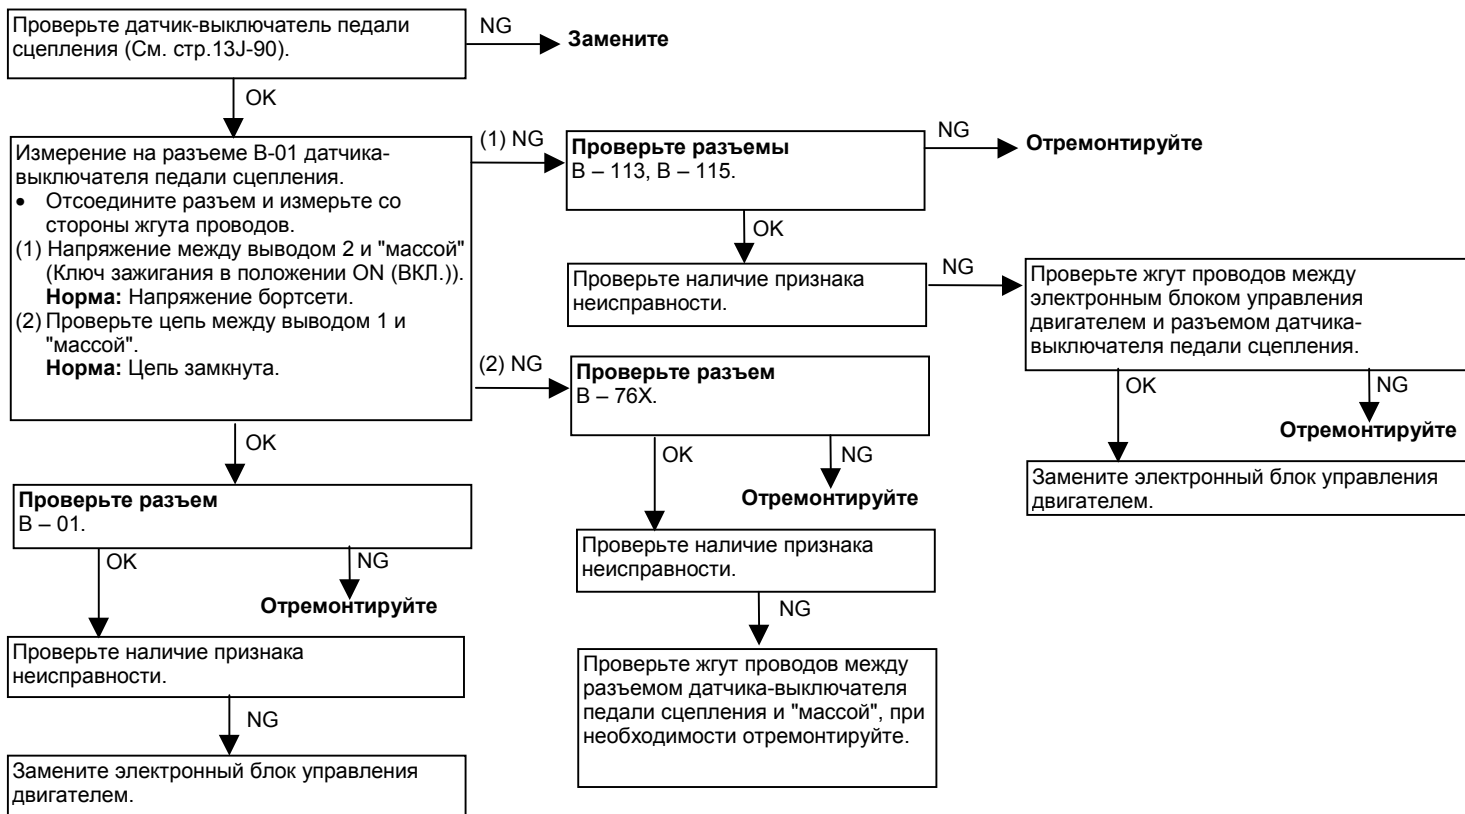 Проверьте датчик-выключатель педали
сцепления (См. стр.13J-90).
NG
Замените
OK
Измерение на разъеме B-01 датчика-
выключателя педали сцепления.
• Отсоедините разъем и измерьте со
стороны жгута проводов.
(1) Напряжение между выводом 2 и "массой"
(Ключ зажигания в положении ON (ВКЛ.)).
Норма: Напряжение бортсети.
(2) Проверьте цепь между выводом 1 и
"массой".
Норма: Цепь замкнута.
(1) NG
Проверьте разъемы
B – 113, B – 115.
NG
Отремонтируйте
OK
Проверьте наличие признака
неисправности.
NG
Проверьте жгут проводов между
электронным блоком управления
двигателем и разъемом датчика-
выключателя педали сцепления.
OK
NG
Отремонтируйте
Замените электронный блок управления
двигателем.
(2) NG
Проверьте разъем
B – 76X.
OK
NG
Отремонтируйте
Проверьте наличие признака
неисправности.
NG
Проверьте жгут проводов между
разъемом датчика-выключателя
педали сцепления и "массой", при
необходимости отремонтируйте.
OK
Проверьте разъем
B – 01.
OK
NG
Отремонтируйте
Проверьте наличие признака
неисправности.
NG
Замените электронный блок управления
двигателем.